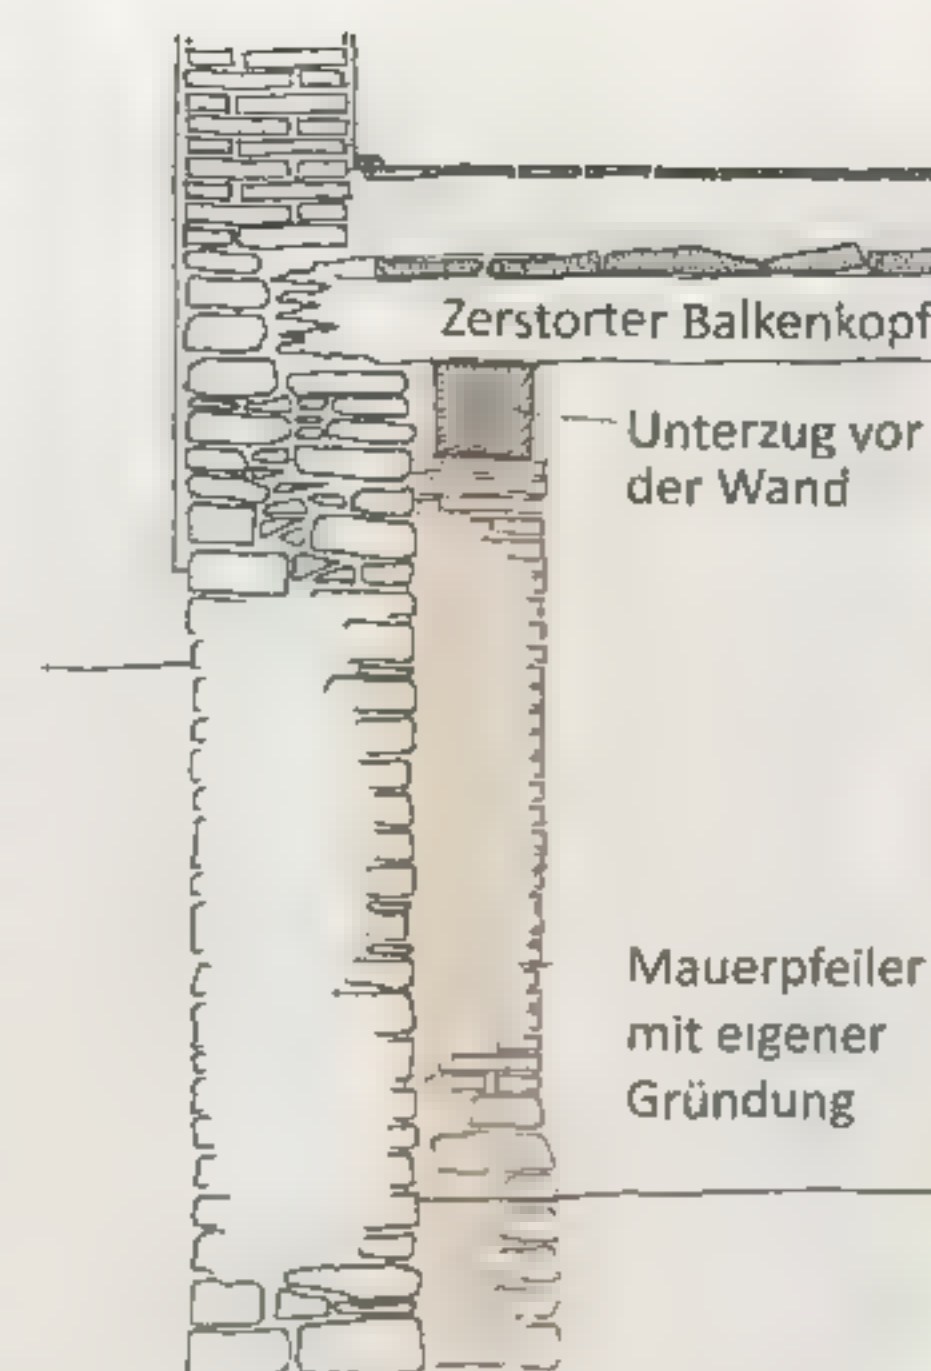 Zerstorter Balkenkopf
Unterzug vor
der Wand
Mauerpfeiler
mit eigener
Gründung